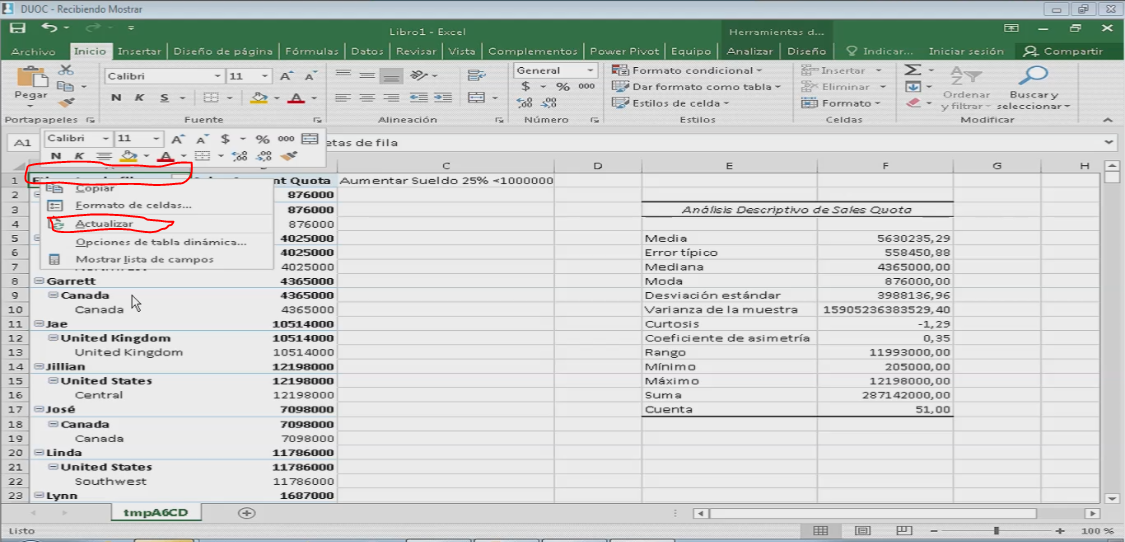 DUOC - Recibiendo Mostrar
Libro1 - Excel
Herramientas d...
Archivo Inicio Insertar Diseño de página Fórmulas Datos Revisar Vista Complementos Power Pivot Equipo Analizar Diseño Indicar... Iniciar sesión Compartir
Pegar
Calibri 11 A A
General
Formato condicional
Insertar
N K S
A
$ % 000
Dar formato como tabla
Eliminar
Ordenar y filtrar
Buscar y seleccionar
Estilos de celda
Formato
Portapapeles Fuente Alineación Número Estilos Celdas Modificar
Calibri 11 A A $ % 000
N K A
A1 etas de fila
C D E F G H
1 nt Quota Aumentar Sueldo 25% <1000000
Copiar
Formato de celdas...
Actualizar
Opciones de tabla dinámica...
Mostrar lista de campos
2 876000
3 876000 Análisis Descriptivo de Sales Quota
4 876000
5 4025000 Media 5630235,29
6 4025000 Error típico 558450,88
7 4025000 Mediana 4365000,00
8 Garrett 4365000 Moda 876000,00
9 Canada 4365000 Desviación estándar 3988136,96
10 Canada 4365000 Varianza de la muestra 15905236383529,40
11 Jae 10514000 Curtosis -1,29
12 United Kingdom 10514000 Coeficiente de asimetría 0,35
13 United Kingdom 10514000 Rango 11993000,00
14 Jillian 12198000 Mínimo 205000,00
15 United States 12198000 Máximo 12198000,00
16 Central 12198000 Suma 287142000,00
17 José 7098000 Cuenta 51,00
18 Canada 7098000
19 Canada 7098000
20 Linda 11786000
21 United States 11786000
22 Southwest 11786000
23 Lynn 1687000
tmpA6CD
Listo 100 %